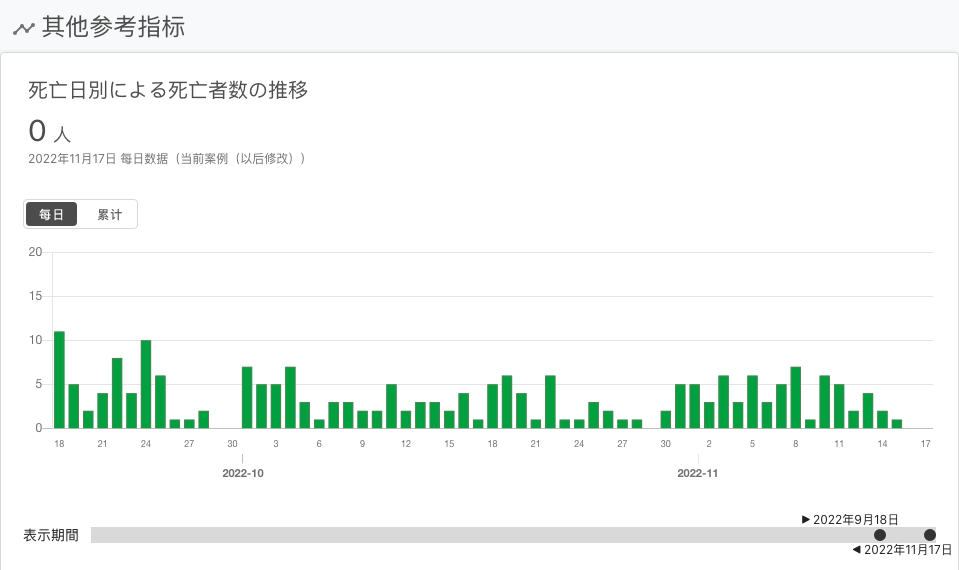 其他参考指标
死亡日別による死亡者数の推移
0 人
2022年11月17日 每日数据（当前案例（以后修改））
每日 累计
20
15
10
5
0
18 21 24 27 30 3 6 9 12 15 18 21 24 27 30 2 5 8 11 14 17
2022-10 2022-11
▶ 2022年9月18日
表示期間
◀ 2022年11月17日